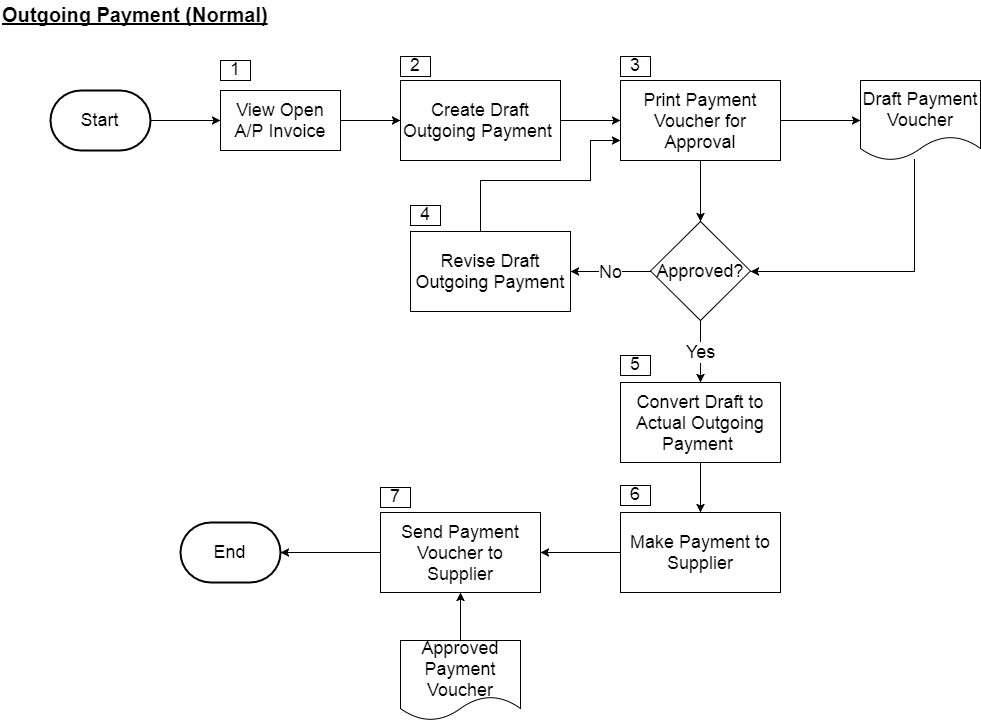 Outgoing Payment (Normal)
1
2
3
Start
View Open
A/P Invoice
Create Draft
Outgoing Payment
Print Payment
Voucher for
Approval
Draft Payment
Voucher
4
Revise Draft
Outgoing Payment
No
Approved?
Yes
5
Convert Draft to
Actual Outgoing
Payment
6
Make Payment to
Supplier
7
Send Payment
Voucher to
Supplier
End
Approved
Payment
Voucher